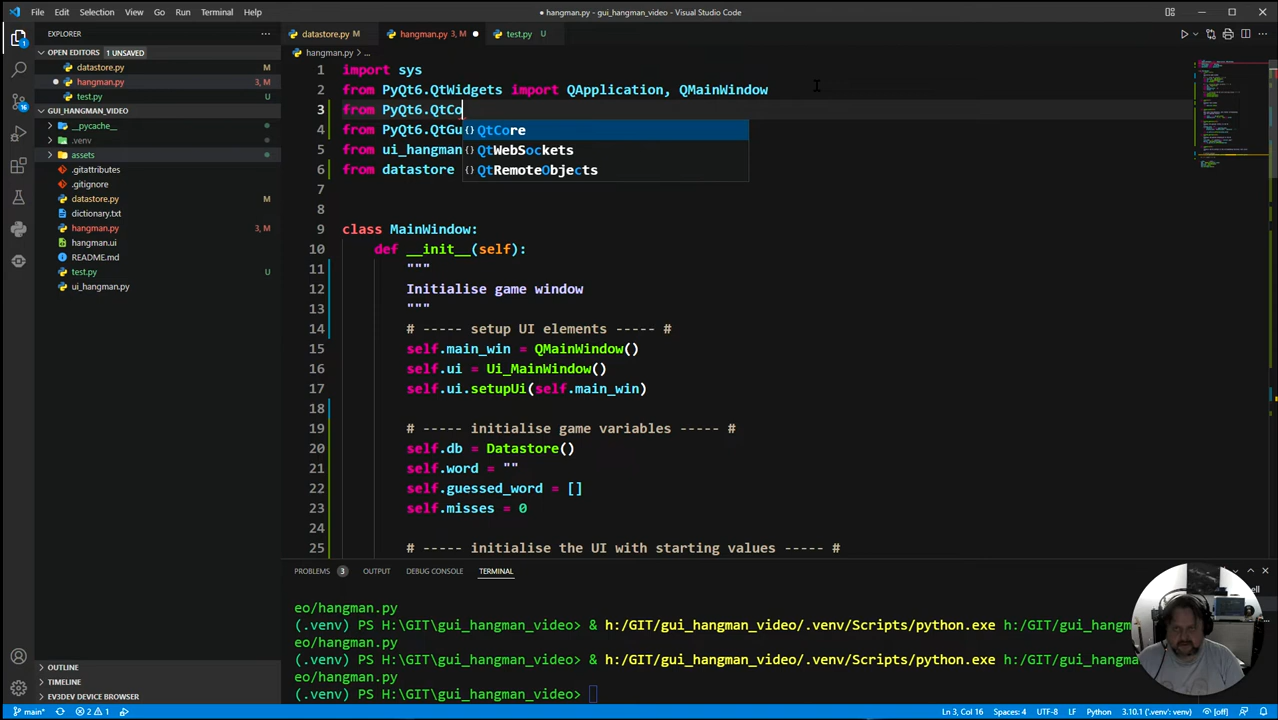 File Edit Selection View Go Run Terminal Help
● hangman.py - gui_hangman_video - Visual Studio Code
EXPLORER
datastore.py M
hangman.py 3, M
test.py U
OPEN EDITORS 1 UNSAVED
datastore.py M
hangman.py 3, M
test.py U
GUI_HANGMAN_VIDEO
__pycache__
.venv
assets
.gitattributes
.gitignore
datastore.py M
dictionary.txt
hangman.py 3, M
hangman.ui
README.md
test.py U
ui_hangman.py
OUTLINE
TIMELINE
EV3DEV DEVICE BROWSER
hangman.py > ...
1 import sys
2 from PyQt6.QtWidgets import QApplication, QMainWindow
3 from PyQt6.QtCo
4 from PyQt6.QtGu
5 from ui_hangman
6 from datastore
7
8
9 class MainWindow:
10 def __init__(self):
11 """
12 Initialise game window
13 """
14 # ----- setup UI elements ----- #
15 self.main_win = QMainWindow()
16 self.ui = Ui_MainWindow()
17 self.ui.setupUi(self.main_win)
18
19 # ----- initialise game variables ----- #
20 self.db = Datastore()
21 self.word = ""
22 self.guessed_word = []
23 self.misses = 0
24
25 # ----- initialise the UI with starting values ----- #
{} QtCore
{} QtWebSockets
{} QtRemoteObjects
PROBLEMS 3 OUTPUT DEBUG CONSOLE TERMINAL
eo/hangman.py
(.venv) PS H:\GIT\gui_hangman_video> & h:/GIT/gui_hangman_video/.venv/Scripts/python.exe h:/GIT/gui_hangm
eo/hangman.py
(.venv) PS H:\GIT\gui_hangman_video> & h:/GIT/gui_hangman_video/.venv/Scripts/python.exe h:/GIT/gui_hang
eo/hangman.py
(.venv) PS H:\GIT\gui_hangman_video>
main* 2 1 Ln 3, Col 16 Spaces: 4 UTF-8 LF Python 3.10.1 ('.venv': venv) [off]